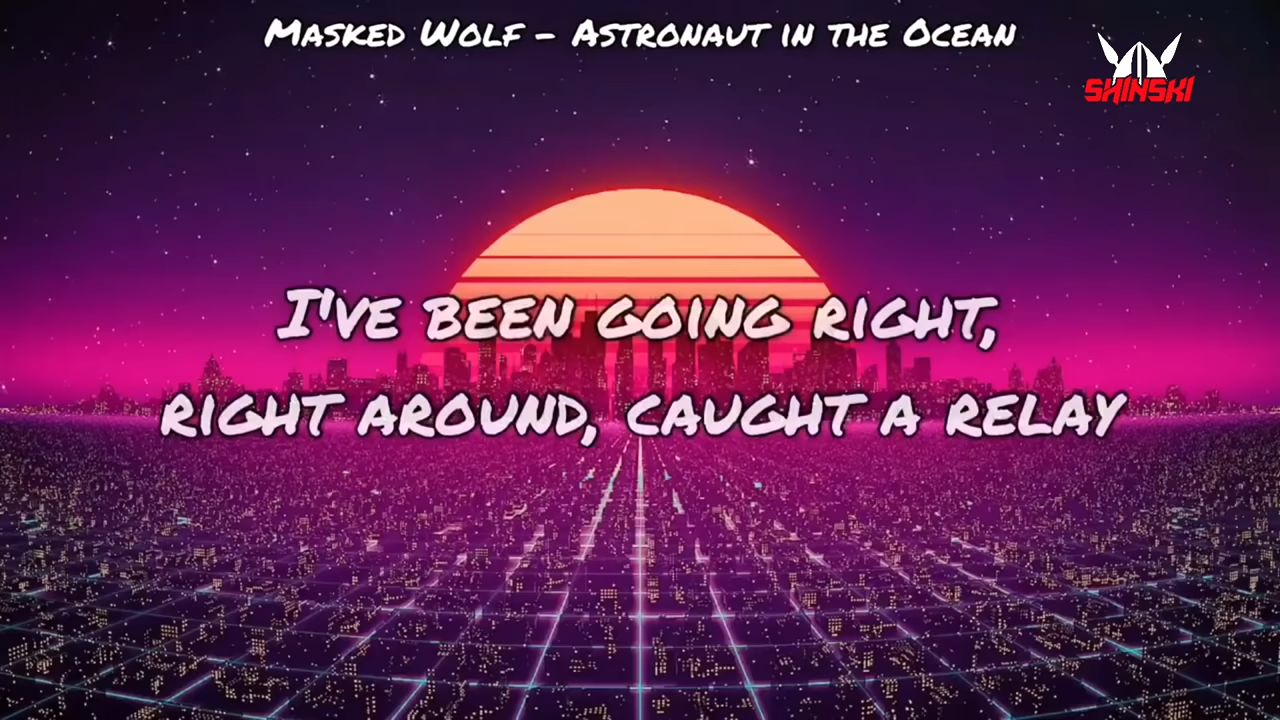 Masked Wolf - Astronaut in the Ocean
SHINSKI
I've been going right,
right around, caught a relay